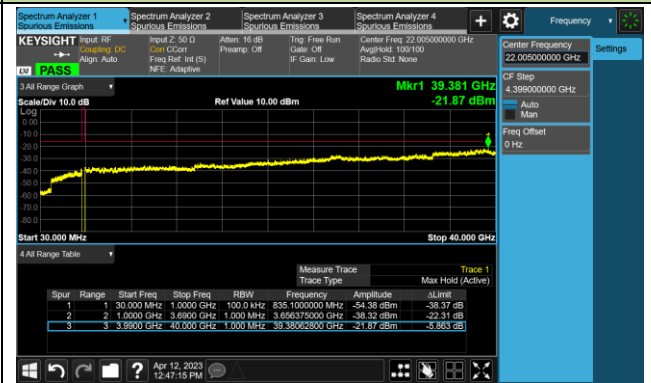 Spectrum Analyzer 1
Spurious Emissions
Spectrum Analyzer 2
Spurious Emissions
Spectrum Analyzer 3
Spurious Emissions
Spectrum Analyzer 4
Spurious Emissions
+
Frequency
KEYSIGHT
Input: RF
Coupling: DC
Align: Auto
Input Z: 50 Ω
Corr CCorr
Freq Ref: Int (S)
NFE: Adaptive
Atten: 16 dB
Preamp: Off
Trig: Free Run
Gate: Off
IF Gain: Low
Center Freq: 22.005000000 GHz
Avg|Hold: 100/100
Radio Std: None
LXI PASS
Center Frequency
22.005000000 GHz
Settings
CF Step
4.399000000 GHz
Auto
Man
Freq Offset
0 Hz
3 All Range Graph
Mkr1 39.381 GHz
Scale/Div 10.0 dB
Ref Value 10.00 dBm
-21.87 dBm
Log
0.00
-10.0
-20.0
-30.0
-40.0
-50.0
-60.0
-70.0
-80.0
1
Start 30.000 MHz
Stop 40.000 GHz
4 All Range Table
Measure Trace Trace 1
Trace Type Max Hold (Active)
Spur Range Start Freq Stop Freq RBW Frequency Amplitude ΔLimit
1 1 30.000 MHz 1.0000 GHz 100.0 kHz 835.1000000 MHz -54.38 dBm -38.37 dB
2 2 1.0000 GHz 3.6900 GHz 1.000 MHz 3.656375000 GHz -38.32 dBm -22.31 dB
3 3 3.9900 GHz 40.000 GHz 1.000 MHz 39.38062800 GHz -21.87 dBm -5.863 dB
?
Apr 12, 2023
12:47:15 PM